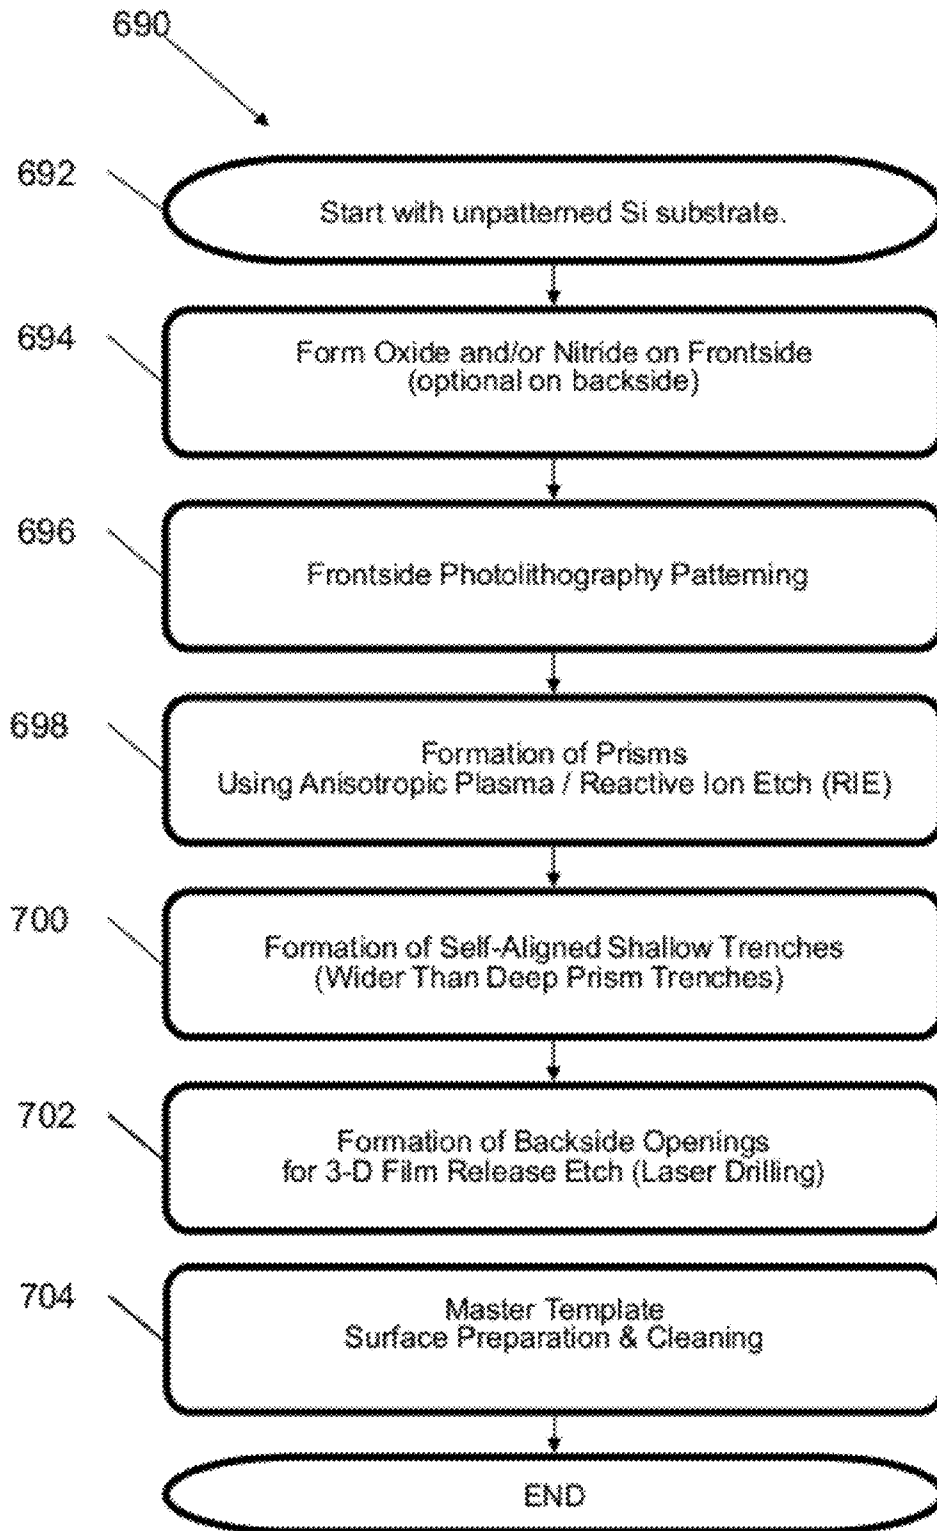 690
692
Start with unpatterned Si substrate.
694
Form Oxide and/or Nitride on Frontside
(optional on backside)
696
Frontside Photolithography Patterning
698
Formation of Prisms
Using Anisotropic Plasma / Reactive Ion Etch (RIE)
700
Formation of Self-Aligned Shallow Trenches
(Wider Than Deep Prism Trenches)
702
Formation of Backside Openings
for 3-D Film Release Etch (Laser Drilling)
704
Master Template
Surface Preparation & Cleaning
END